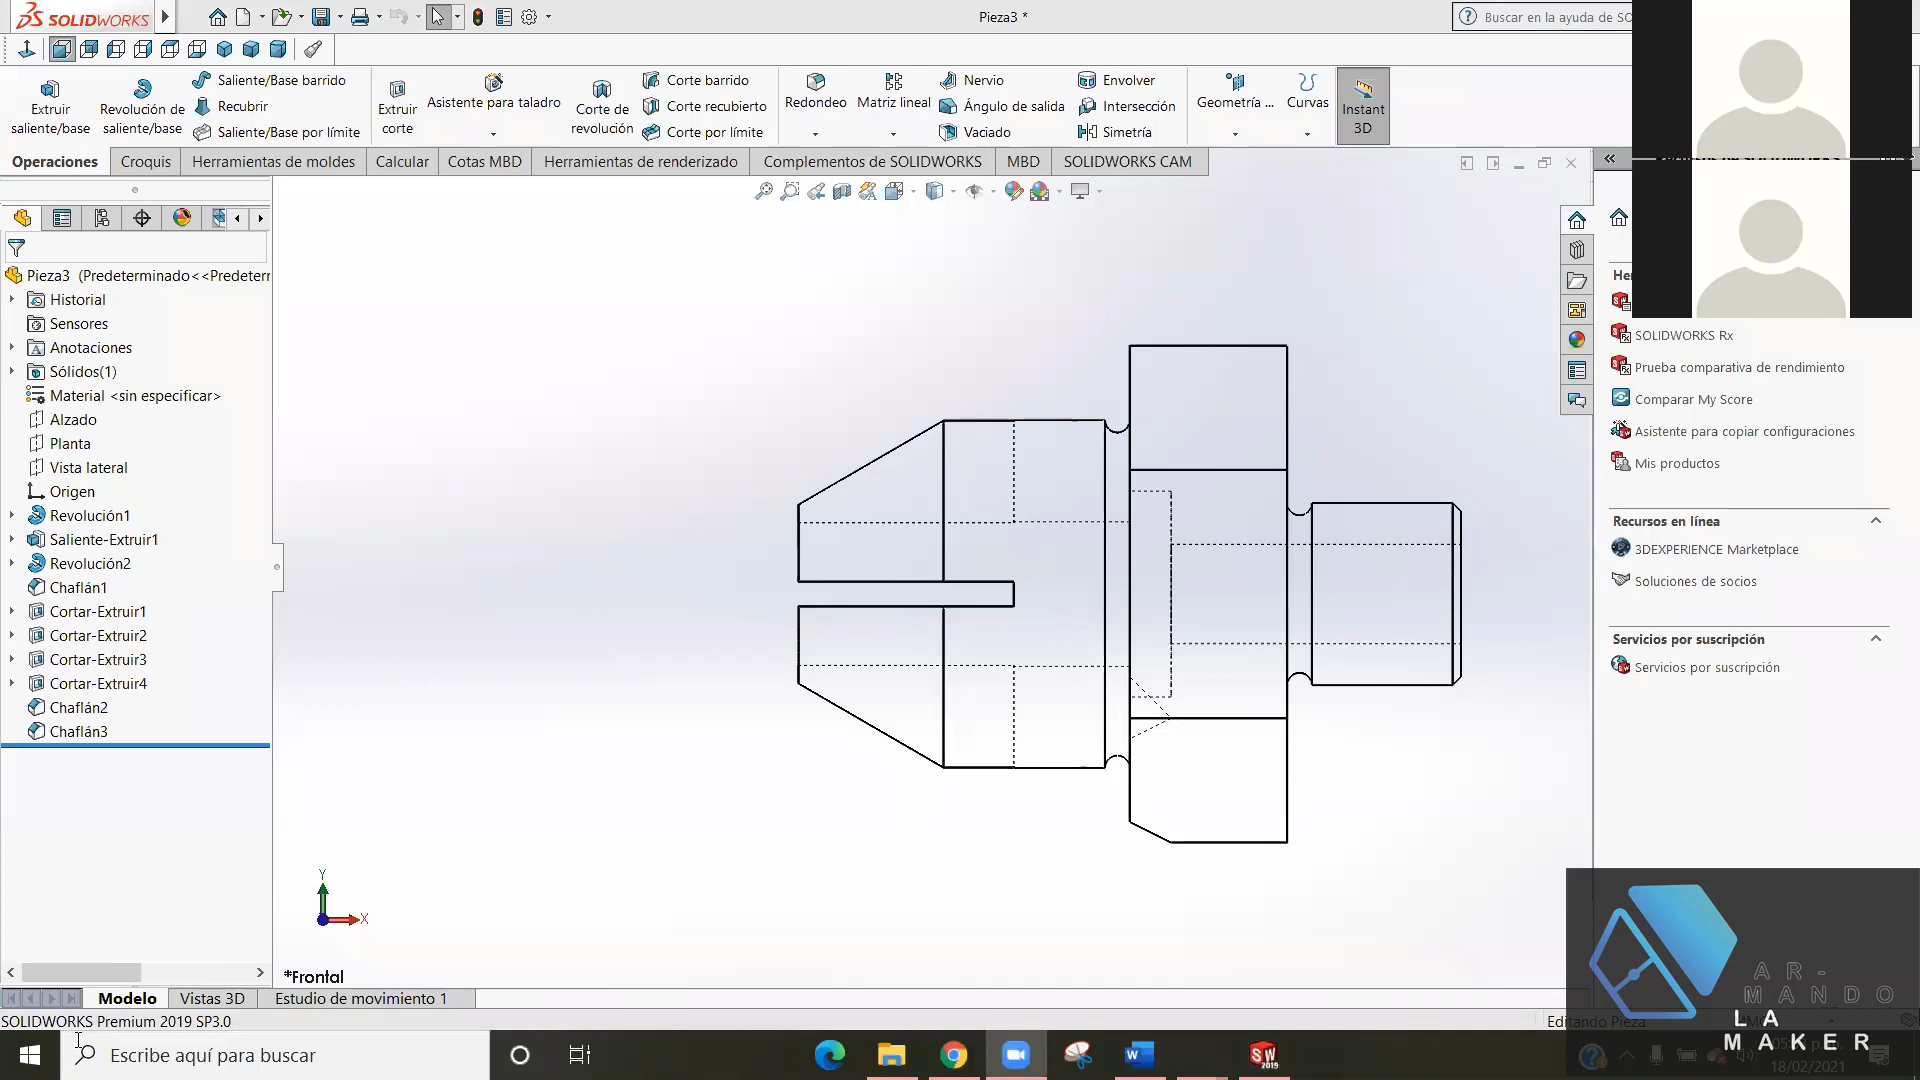 SOLIDWORKS
Pieza3 *
Buscar en la ayuda de SO
Extruir saliente/base
Revolución de saliente/base
Saliente/Base barrido
Recubrir
Saliente/Base por límite
Extruir corte
Asistente para taladro
Corte de revolución
Corte barrido
Corte recubierto
Corte por límite
Redondeo
Matriz lineal
Nervio
Ángulo de salida
Vaciado
Envolver
Intersección
Simetría
Geometría ...
Curvas
Instant 3D
Operaciones
Croquis
Herramientas de moldes
Calcular
Cotas MBD
Herramientas de renderizado
Complementos de SOLIDWORKS
MBD
SOLIDWORKS CAM
Pieza3 (Predeterminado<<Predeterr
Historial
Sensores
Anotaciones
Sólidos(1)
Material <sin especificar>
Alzado
Planta
Vista lateral
Origen
Revolución1
Saliente-Extruir1
Revolución2
Chaflán1
Cortar-Extruir1
Cortar-Extruir2
Cortar-Extruir3
Cortar-Extruir4
Chaflán2
Chaflán3
Y
X
*Frontal
He
SOLIDWORKS Rx
Prueba comparativa de rendimiento
Comparar My Score
Asistente para copiar configuraciones
Mis productos
Recursos en línea
3DEXPERIENCE Marketplace
Soluciones de socios
Servicios por suscripción
Servicios por suscripción
Modelo
Vistas 3D
Estudio de movimiento 1
SOLIDWORKS Premium 2019 SP3.0
Editando Pieza
AR-
MANDO
LA
MAKER
Escribe aquí para buscar
SW
2019
18/02/2021